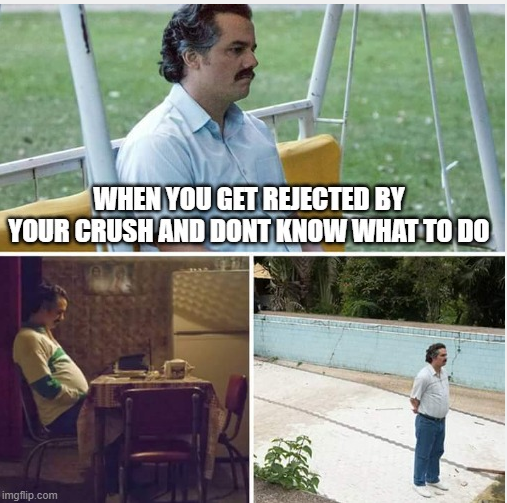 WHEN YOU GET REJECTED BY
YOUR CRUSH AND DONT KNOW WHAT TO DO
imgflip.com